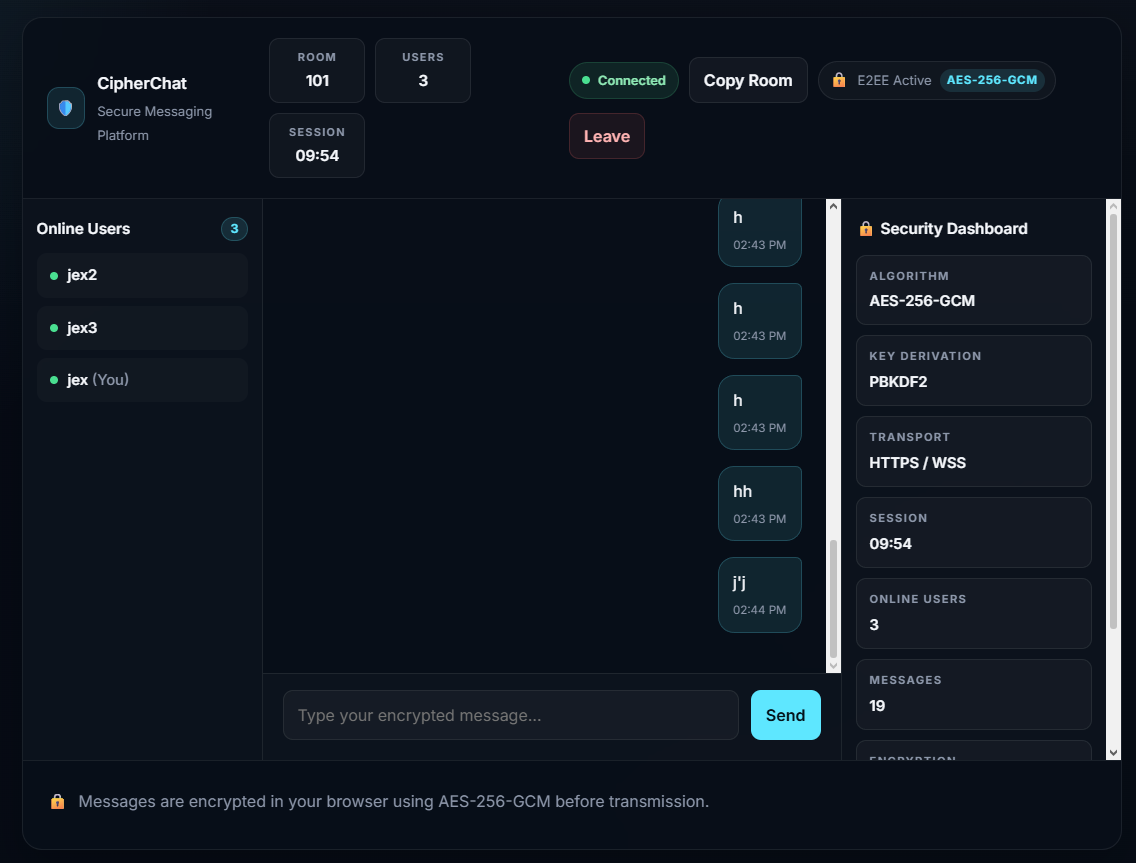 CipherChat
Secure Messaging
Platform
ROOM
101
USERS
3
SESSION
09:54
Connected
Copy Room
E2EE Active AES-256-GCM
Leave
Online Users 3
jex2
jex3
jex (You)
h
02:43 PM
h
02:43 PM
h
02:43 PM
hh
02:43 PM
j'j
02:44 PM
Type your encrypted message...
Send
Security Dashboard
ALGORITHM
AES-256-GCM
KEY DERIVATION
PBKDF2
TRANSPORT
HTTPS / WSS
SESSION
09:54
ONLINE USERS
3
MESSAGES
19
ENCRYPTION
Messages are encrypted in your browser using AES-256-GCM before transmission.